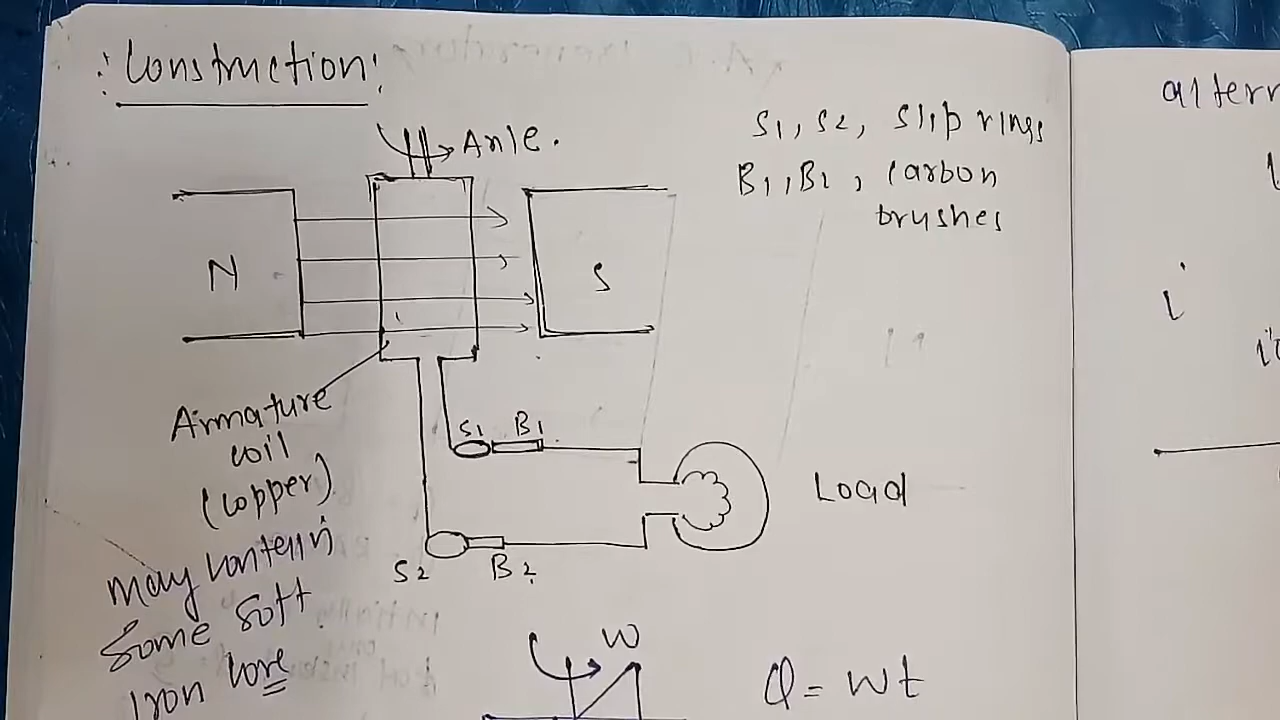 : Construction :
Axle.
S1, S2, slip rings
B1, B2, carbon
brushes
N
S
Armature
coil
(copper)
may contain
some soft
iron core
S1
B1
Load
S2
B2
W
Q = wt
i